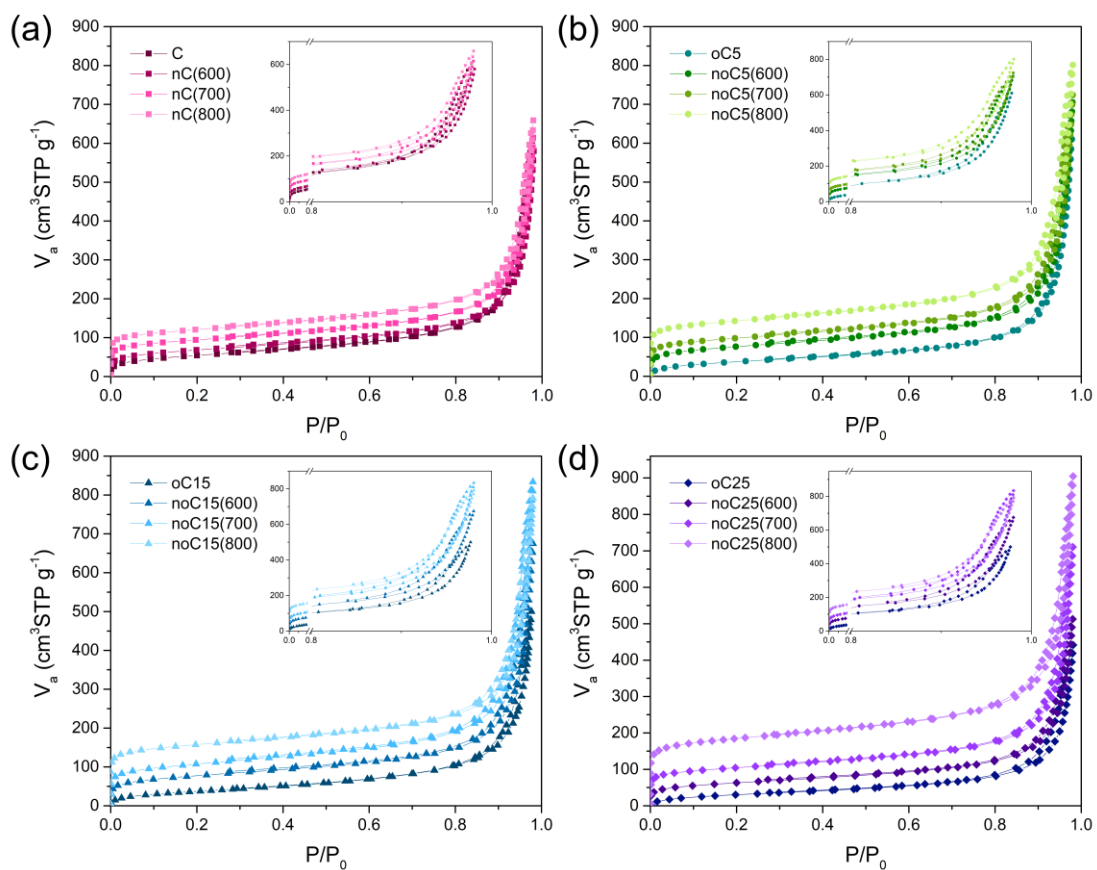 (a)
900
800
700
600
500
400
300
200
100
0
Vₐ (cm³STP g⁻¹)
C
nC(600)
nC(700)
nC(800)
600
400
200
0
0.0 0.8 1.0
0.0 0.2 0.4 0.6 0.8 1.0
P/P₀
(b)
900
800
700
600
500
400
300
200
100
0
Vₐ (cm³STP g⁻¹)
oC5
noC5(600)
noC5(700)
noC5(800)
800
600
400
200
0
0.0 0.8 1.0
0.0 0.2 0.4 0.6 0.8 1.0
P/P₀
(c)
900
800
700
600
500
400
300
200
100
0
Vₐ (cm³STP g⁻¹)
oC15
noC15(600)
noC15(700)
noC15(800)
800
600
400
200
0
0.0 0.8 1.0
0.0 0.2 0.4 0.6 0.8 1.0
P/P₀
(d)
900
800
700
600
500
400
300
200
100
0
Vₐ (cm³STP g⁻¹)
oC25
noC25(600)
noC25(700)
noC25(800)
800
600
400
200
0
0.0 0.8 1.0
0.0 0.2 0.4 0.6 0.8 1.0
P/P₀